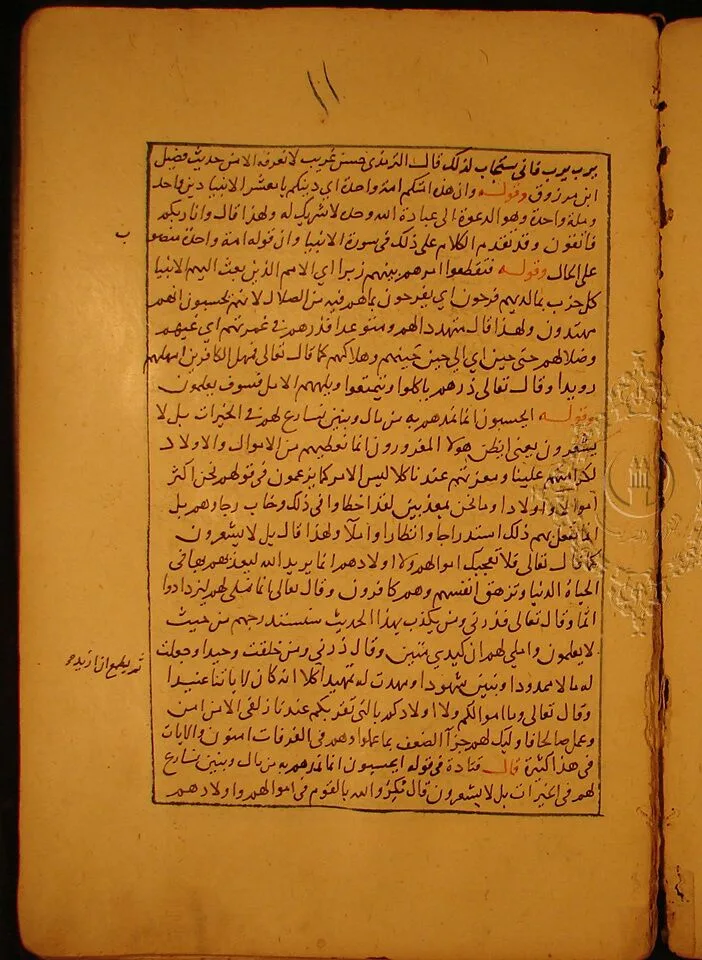 ١١
يرب يرب فاني يستجاب لذلك قال الترمذي حسن غريب لا نعرفه الا من حديث فضيل
ابن مرزوق وقوله وان هذه امتكم امة واحدة اي دينكم يا معشر الانبيا دين واحد
وملة واحدة وهو الدعوة الى عبادة الله وحده لا شريك له ولهذا قال وانا ربكم
فاتقون وقد تقدم الكلام على ذلك في سورة الانبيا وان قوله امة واحدة منصو
ب
على الحال وقوله فتقطعوا امرهم بينهم زبرا اي الامم الذين بعث اليهم الانبيا
كل حزب بما لديهم فرحون اي يفرحون بما هم فيه من الضلال لانهم يحسبون انهم
مهتدون ولهذا قال متهددا لهم ومتوعدا فذرهم في غمرتهم اي غيهم
وضلالهم حتى حين اي الى حين حينهم وهلاكهم كما قال تعالى فمهل الكافرين امهلهم
رويدا وقال تعالى ذرهم ياكلوا ويتمتعوا ويلههم الامل فسوف يعلمون
وقوله ايحسبون انما نمدهم به من مال وبنين نسارع لهم في الخيرات بل لا
يشعرون يعني ايظن هولا المغرورون انما نعطيهم من الاموال والاولاد
لكرامتهم علينا ومعزتهم عندنا كلا ليس الامر كما يزعمون في قولهم نحن اكثر
اموالا واولادا وما نحن بمعذبين لقد اخطاوا في ذلك وخاب رجاوهم بل
انما نفعل بهم ذلك استدراجا وانظارا واملآ ولهذا قال بل لا يشعرون
كما قال تعالى فلا تعجبك اموالهم ولا اولادهم انما يريد الله ليعذبهم بها في
الحياة الدنيا وتزهق انفسهم وهم كافرون وقال تعالى انما نملي لهم ليزدادوا
اثما وقال تعالى فذرني ومن يكذب بهذا الحديث سنستدرجهم من حيث
لا يعلمون واملي لهم ان كيدي متين وقال ذرني ومن خلقت وحيدا وجعلت
له مالا ممدودا وبنين شهودا ومهدت له تمهيدا كلا انه كان لاياتنا عنيدا
ثم يطمع ان ازيد
وقال تعالى وما اموالكم ولا اولادكم بالتي تقربكم عندنا زلفى الا من امن
وعمل صالحا فاوليك لهم جزآ الضعف بما عملوا وهم في الغرفات امنون والايات
في هذا كثيرة قال قتادة في قوله ايحسبون انما نمدهم به من مال وبنين نسارع
لهم في الخيرات بل لا يشعرون قال مكر والله بالقوم في اموالهم واولادهم